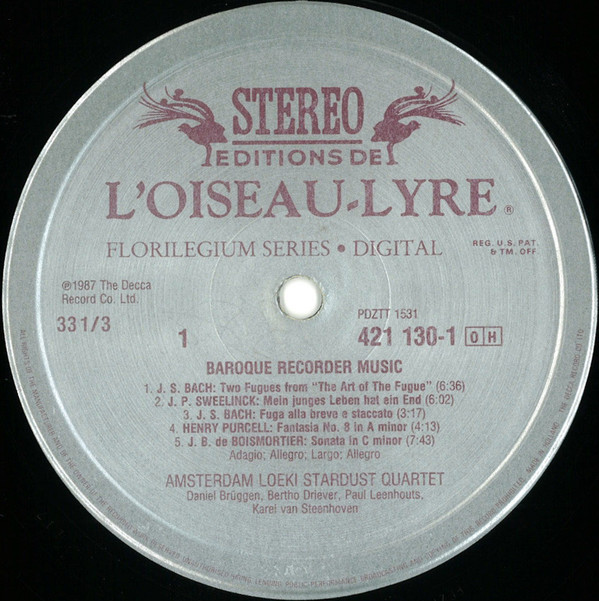 STEREO
EDITIONS DE
L'OISEAU-LYRE ®
FLORILEGIUM SERIES • DIGITAL
REG. U.S. PAT.
& TM. OFF.
℗1987 The Decca
Record Co. Ltd.
33 1/3
1
PDZTT 1531
421 130-1 O H
BAROQUE RECORDER MUSIC
1. J. S. BACH: Two Fugues from "The Art of The Fugue" (6:36)
2. J. P. SWEELINCK: Mein junges Leben hat ein End (6:02)
3. J. S. BACH: Fuga alla breve e staccato (3:17)
4. HENRY PURCELL: Fantasia No. 8 in A minor (4:13)
5. J. B. de BOISMORTIER: Sonata in C minor (7:43)
Adagio; Allegro; Largo; Allegro
AMSTERDAM LOEKI STARDUST QUARTET
Daniel Brüggen, Bertho Driever, Paul Leenhouts,
Karel van Steenhoven